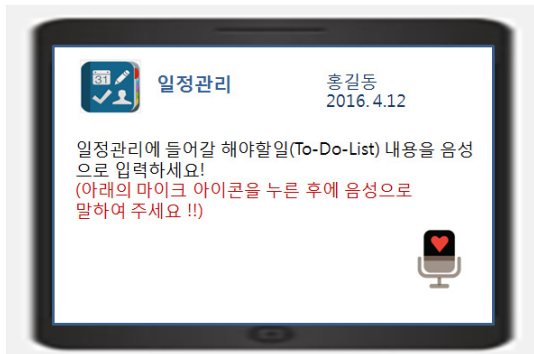 31
일정관리
홍길동
2016. 4.12
일정관리에 들어갈 해야할일(To-Do-List) 내용을 음성
으로 입력하세요!
(아래의 마이크 아이콘을 누른 후에 음성으로
말하여 주세요 !!)